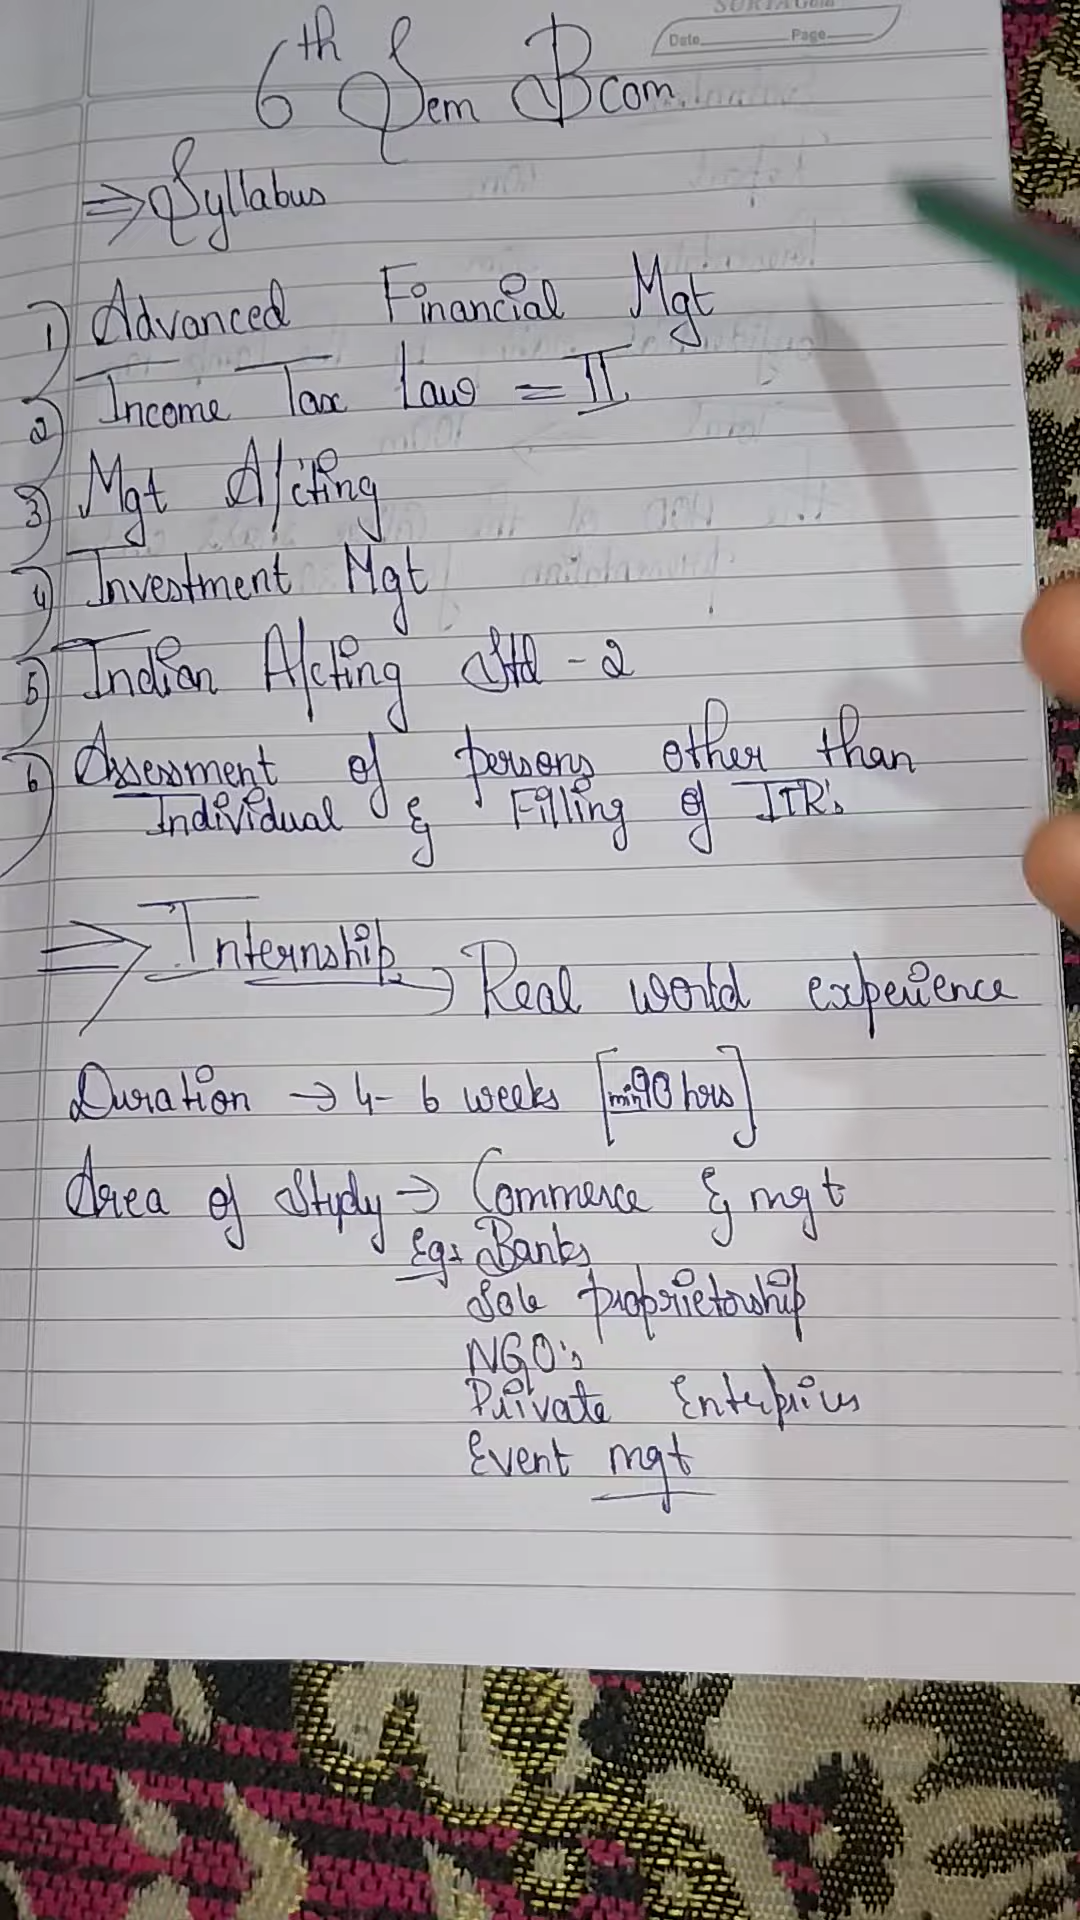 Date Page
6th Sem Bcom
⇒ Syllabus
1) Advanced Financial Mgt
2) Income Tax Law = II
3) Mgt A/cting
4) Investment Mgt
5) Indian A/cting Std - 2
6) Assessment of persons other than
Individual & Filling of ITR's
⇒ Internship → Real world experience
Duration → 4 - 6 weeks [min 90 hrs]
Area of Study → Commerce & mgt
Eg: Banks
Sole proprietorship
NGO's
Private Enterprises
Event mgt